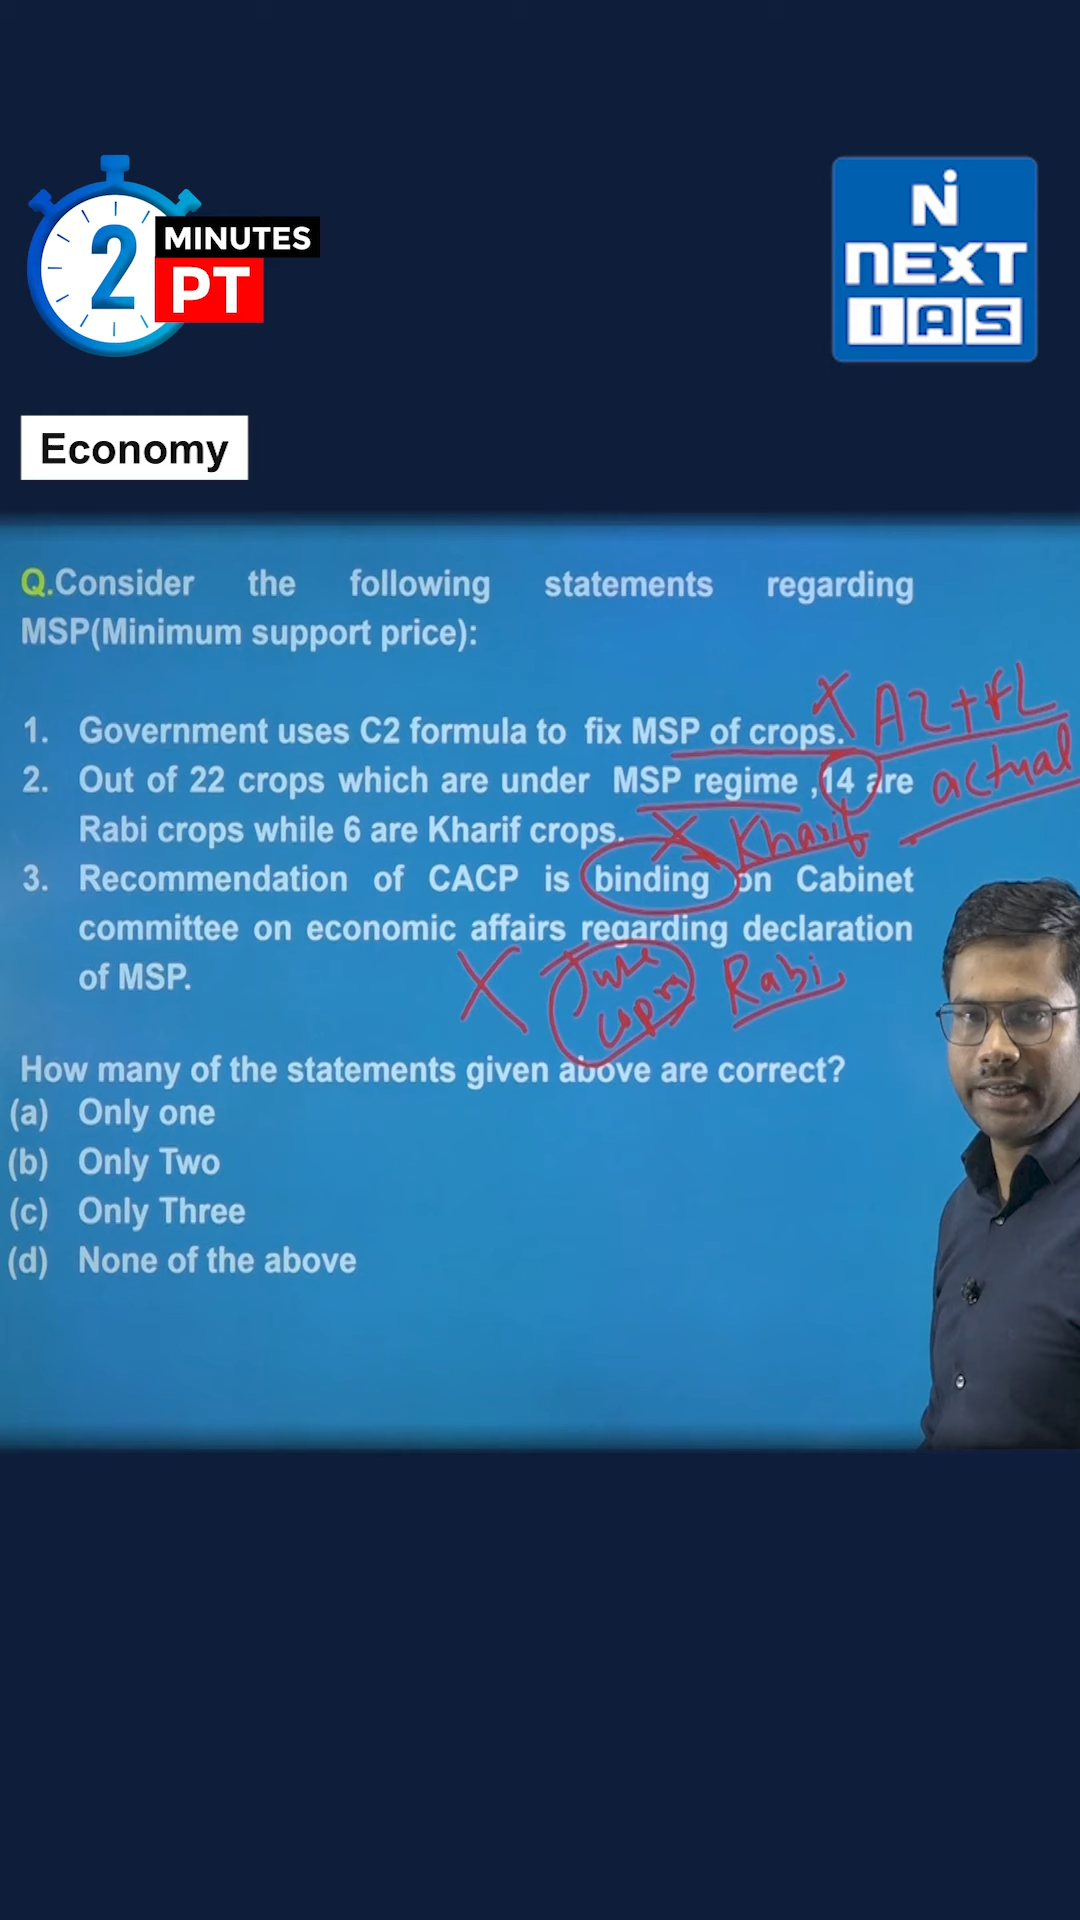 2
MINUTES
PT
Ni
NEXT
IAS
Economy
Q.Consider the following statements regarding
MSP(Minimum support price):
X A2+FL
1. Government uses C2 formula to fix MSP of crops.
actual
2. Out of 22 crops which are under MSP regime ,14 are
Rabi crops while 6 are Kharif crops. X Kharif
3. Recommendation of CACP is binding on Cabinet
committee on economic affairs regarding declaration
of MSP. X Jute Rabi
copra
How many of the statements given above are correct?
(a) Only one
(b) Only Two
(c) Only Three
(d) None of the above